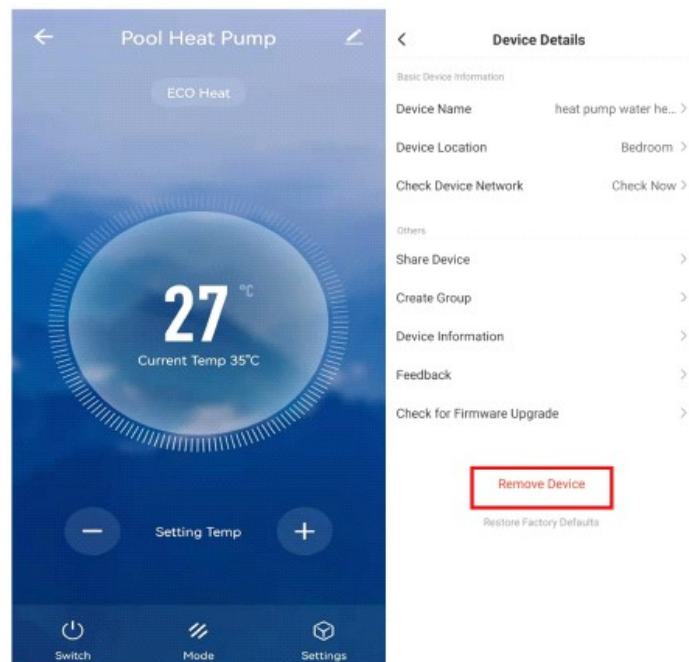 Pool Heat Pump
ECO Heat
27 °C
Current Temp 35°C
Setting Temp
Switch
Mode
Settings
Device Details
Basic Device Information
Device Name
heat pump water he...
Device Location
Bedroom
Check Device Network
Check Now
Others
Share Device
Create Group
Device Information
Feedback
Check for Firmware Upgrade
Remove Device
Restore Factory Defaults